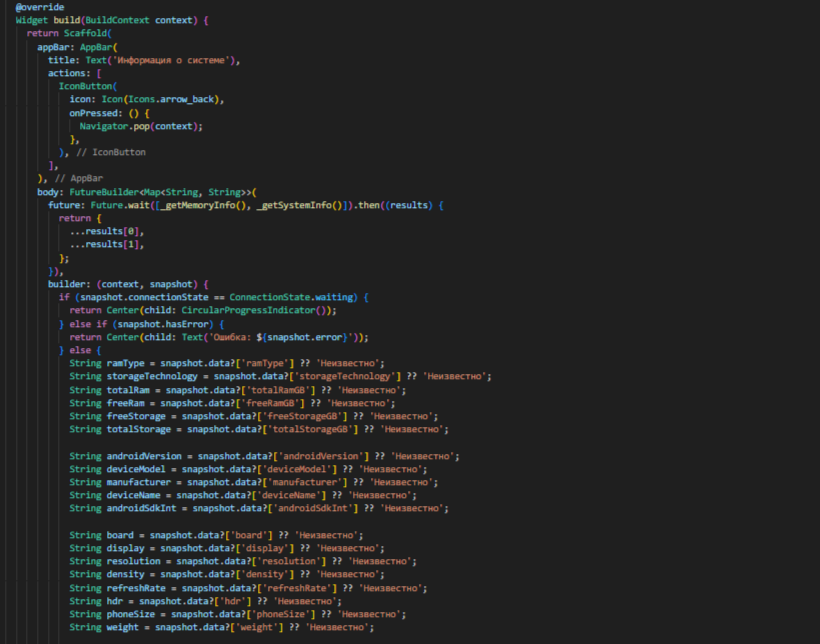 @override
Widget build(BuildContext context) {
return Scaffold(
appBar: AppBar(
title: Text('Информация о системе'),
actions: [
IconButton(
icon: Icon(Icons.arrow_back),
onPressed: () {
Navigator.pop(context);
},
), // IconButton
],
), // AppBar
body: FutureBuilder<Map<String, String>>(
future: Future.wait([_getMemoryInfo(), _getSystemInfo()]).then((results) {
return {
...results[0],
...results[1],
};
}),
builder: (context, snapshot) {
if (snapshot.connectionState == ConnectionState.waiting) {
return Center(child: CircularProgressIndicator());
} else if (snapshot.hasError) {
return Center(child: Text('Ошибка: ${snapshot.error}'));
} else {
String ramType = snapshot.data?['ramType'] ?? 'Неизвестно';
String storageTechnology = snapshot.data?['storageTechnology'] ?? 'Неизвестно';
String totalRam = snapshot.data?['totalRamGB'] ?? 'Неизвестно';
String freeRam = snapshot.data?['freeRamGB'] ?? 'Неизвестно';
String freeStorage = snapshot.data?['freeStorageGB'] ?? 'Неизвестно';
String totalStorage = snapshot.data?['totalStorageGB'] ?? 'Неизвестно';
String androidVersion = snapshot.data?['androidVersion'] ?? 'Неизвестно';
String deviceModel = snapshot.data?['deviceModel'] ?? 'Неизвестно';
String manufacturer = snapshot.data?['manufacturer'] ?? 'Неизвестно';
String deviceName = snapshot.data?['deviceName'] ?? 'Неизвестно';
String androidSdkInt = snapshot.data?['androidSdkInt'] ?? 'Неизвестно';
String board = snapshot.data?['board'] ?? 'Неизвестно';
String display = snapshot.data?['display'] ?? 'Неизвестно';
String resolution = snapshot.data?['resolution'] ?? 'Неизвестно';
String density = snapshot.data?['density'] ?? 'Неизвестно';
String refreshRate = snapshot.data?['refreshRate'] ?? 'Неизвестно';
String hdr = snapshot.data?['hdr'] ?? 'Неизвестно';
String phoneSize = snapshot.data?['phoneSize'] ?? 'Неизвестно';
String weight = snapshot.data?['weight'] ?? 'Неизвестно';